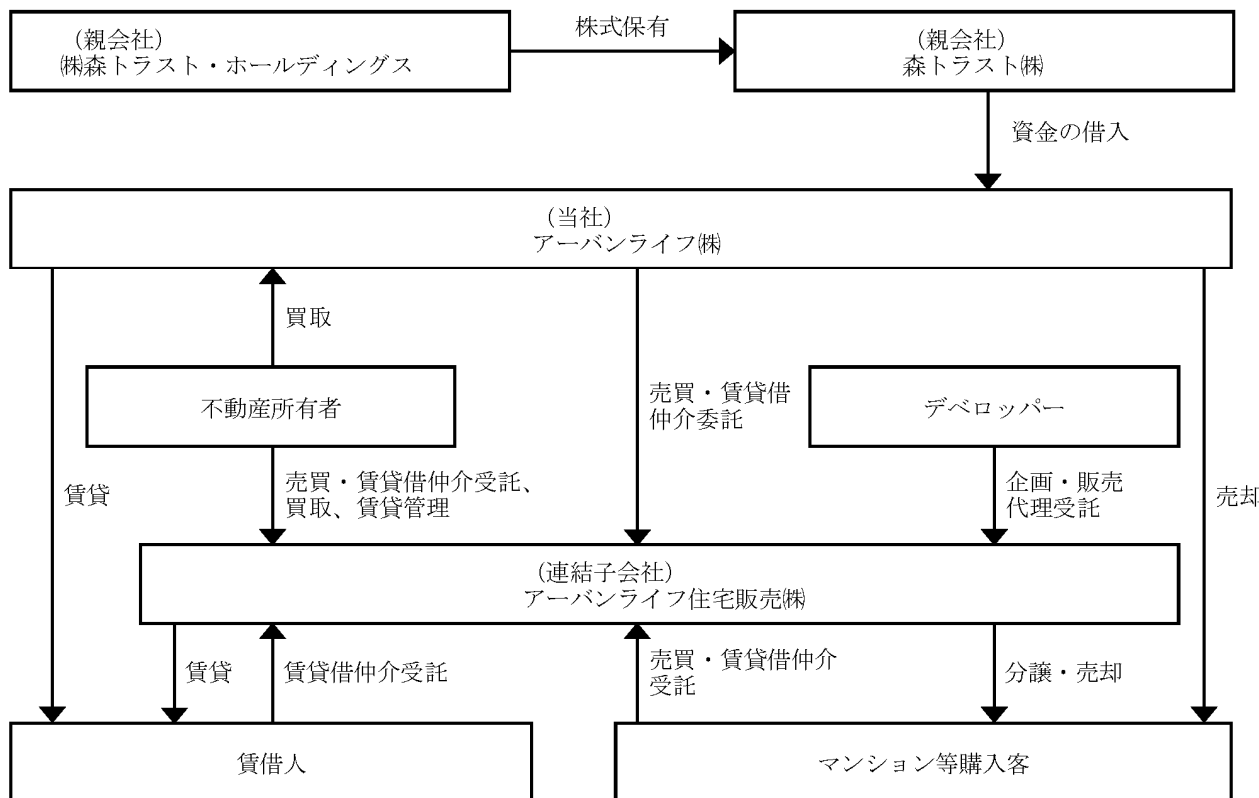 (親会社)
㈱森トラスト・ホールディングス
株式保有
(親会社)
森トラスト㈱
資金の借入
(当社)
アーバンライフ㈱
買取
不動産所有者
売買・賃貸借
仲介委託
デベロッパー
賃貸
売買・賃貸借仲介受託、
買取、賃貸管理
企画・販売
代理受託
売却
(連結子会社)
アーバンライフ住宅販売㈱
賃貸
賃貸借仲介受託
売買・賃貸借仲介
受託
分譲・売却
賃借人
マンション等購入客